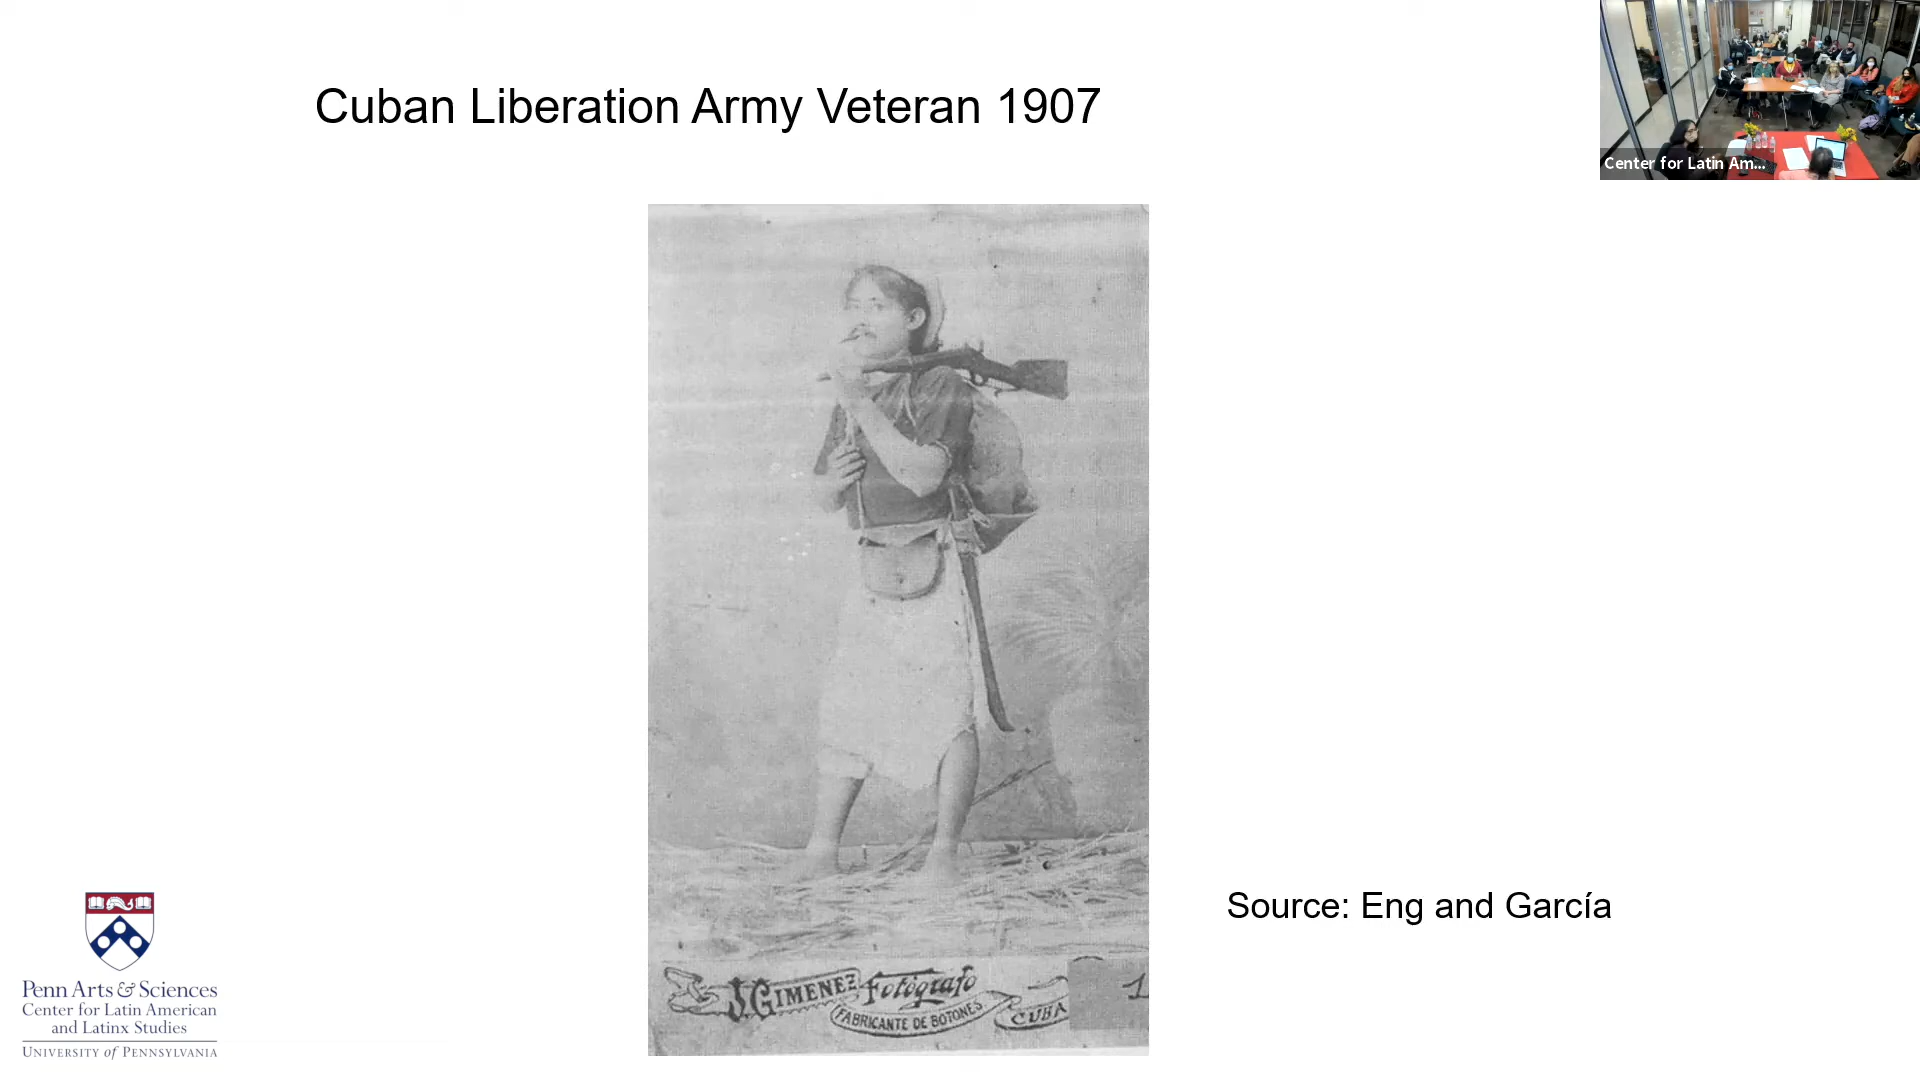 Cuban Liberation Army Veteran 1907
Center for Latin Am...
J. GIMENEZ Fotógrafo
FABRICANTE DE BOTONES
CUBA
1
Source: Eng and García
Penn Arts & Sciences
Center for Latin American
and Latinx Studies
UNIVERSITY of PENNSYLVANIA